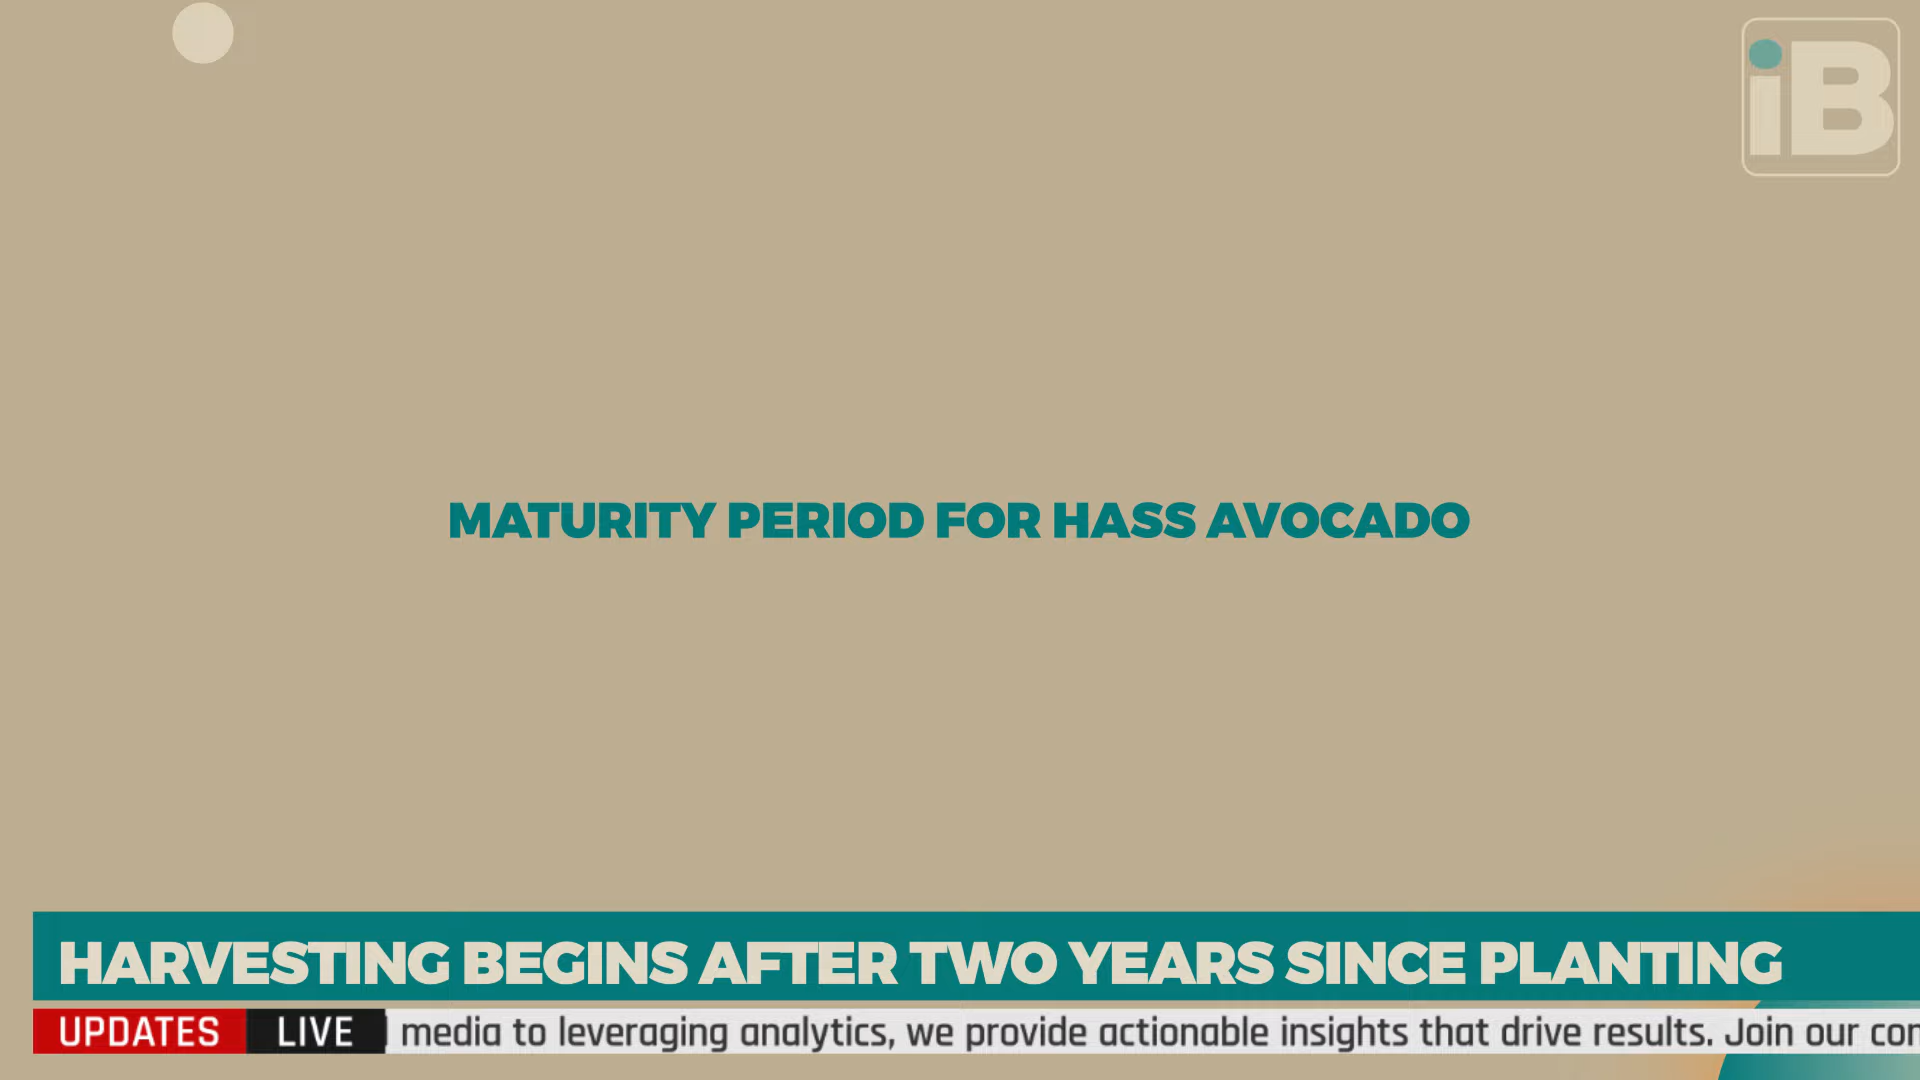 iB
MATURITY PERIOD FOR HASS AVOCADO
HARVESTING BEGINS AFTER TWO YEARS SINCE PLANTING
UPDATES LIVE media to leveraging analytics, we provide actionable insights that drive results. Join our